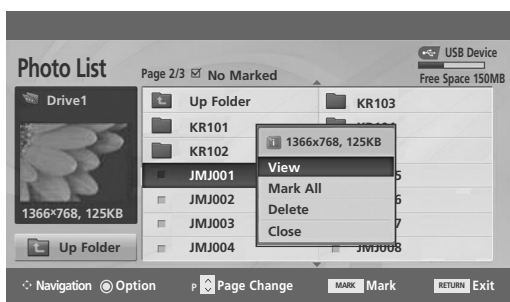 USB Device
Photo List
Page 2/3
No Marked
Free Space 150MB
Drive1
1366x768, 125KB
Up Folder
Up Folder
KR101
KR102
JMJ001
JMJ002
JMJ003
JMJ004
KR103
1366x768, 125KB
View
Mark All
Delete
Close
JMJ008
Navigation
Option
P
Page Change
MARK Mark
RETURN Exit